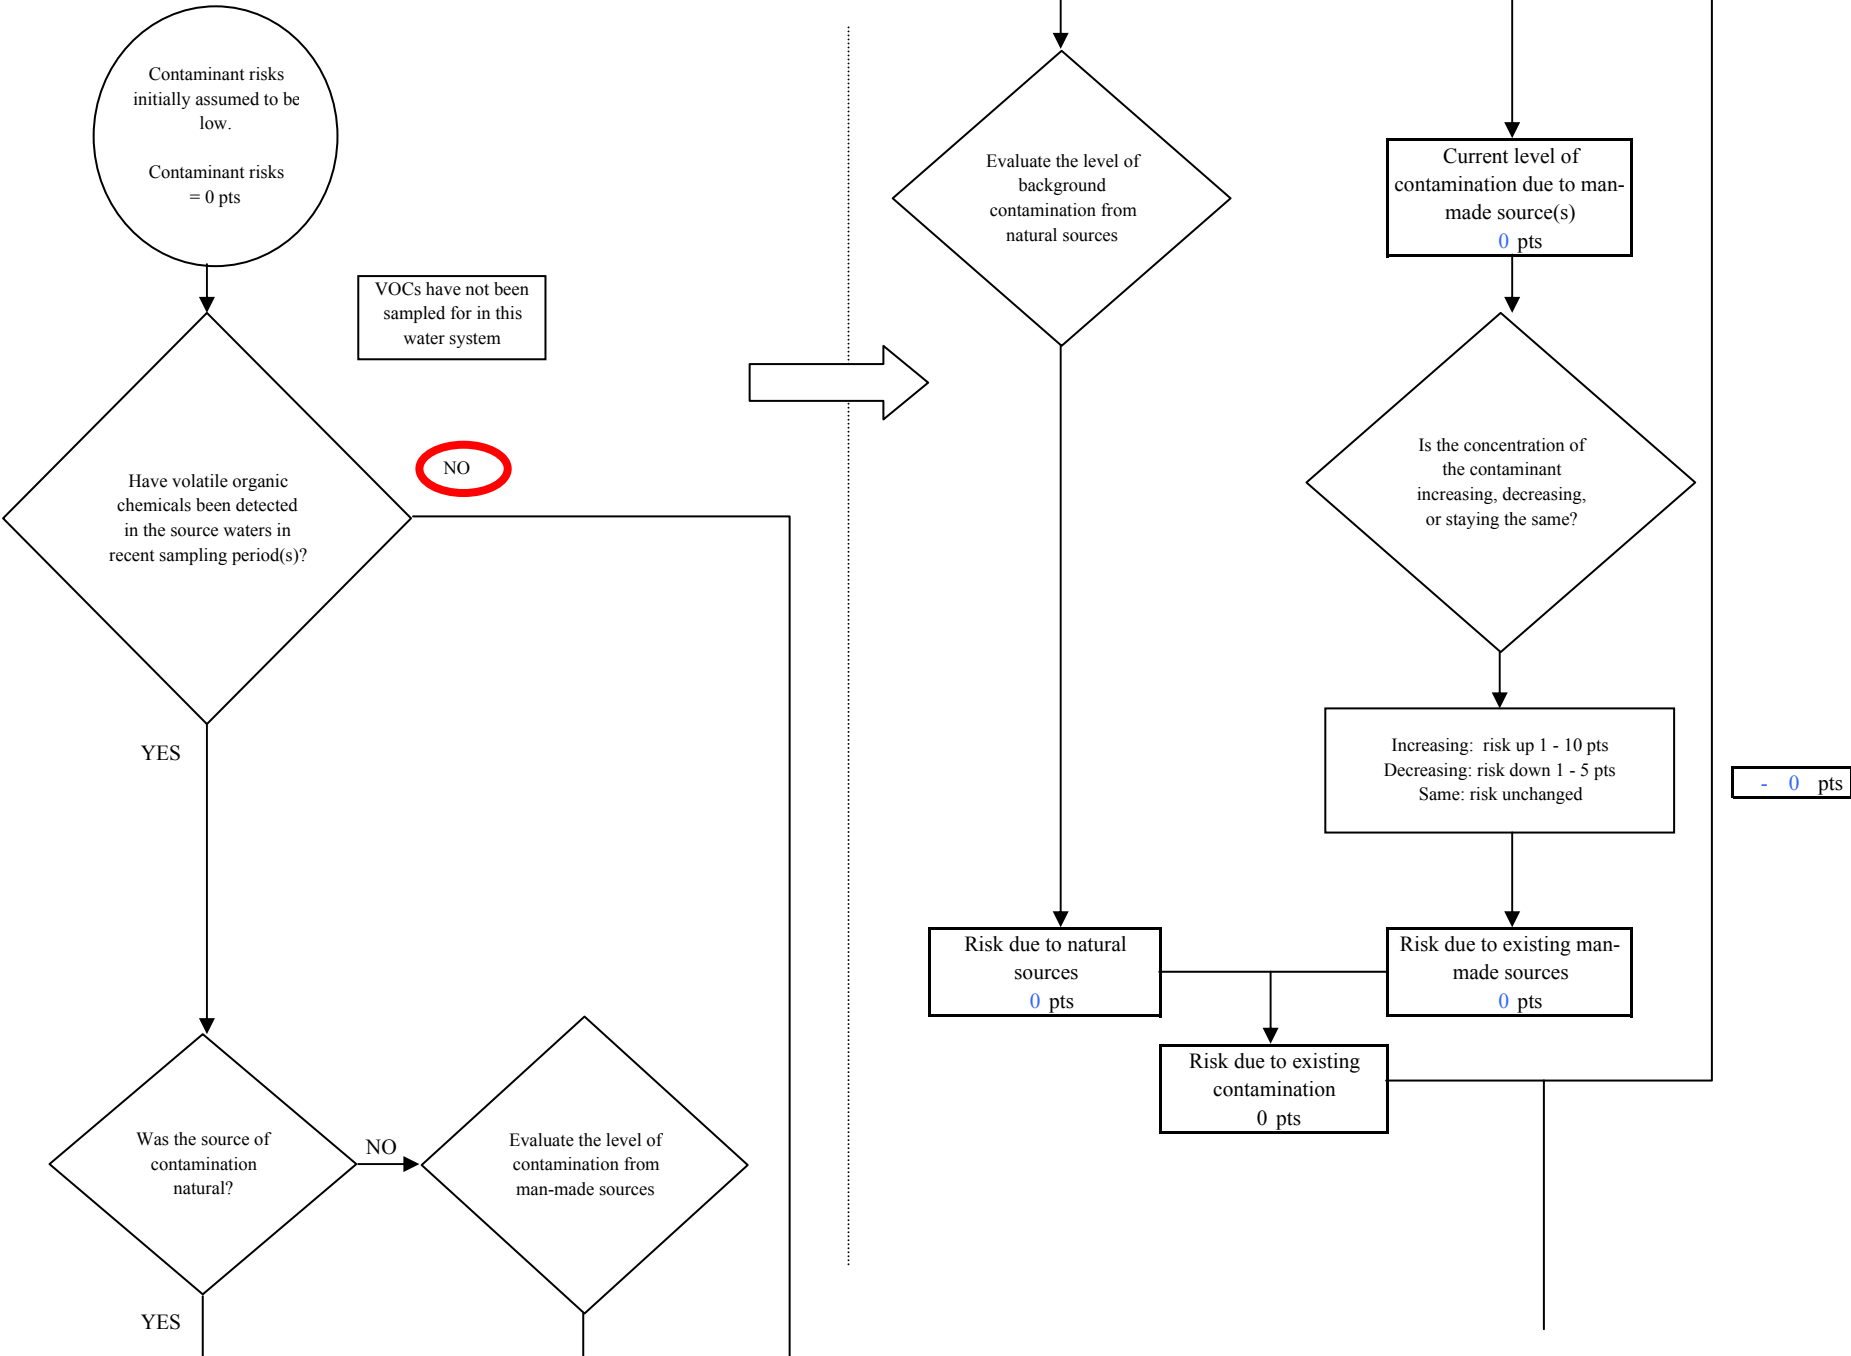 Contaminant risks
initially assumed to be
low.
Contaminant risks
= 0 pts
VOCs have not been
sampled for in this
water system
NO
Have volatile organic
chemicals been detected
in the source waters in
recent sampling period(s)?
YES
Was the source of
contamination
natural?
NO
Evaluate the level of
contamination from
man-made sources
YES
Evaluate the level of
background
contamination from
natural sources
Current level of
contamination due to man-
made source(s)
0 pts
Is the concentration of
the contaminant
increasing, decreasing,
or staying the same?
Increasing: risk up 1 - 10 pts
Decreasing: risk down 1 - 5 pts
Same: risk unchanged
- 0 pts
Risk due to natural
sources
0 pts
Risk due to existing man-
made sources
0 pts
Risk due to existing
contamination
0 pts